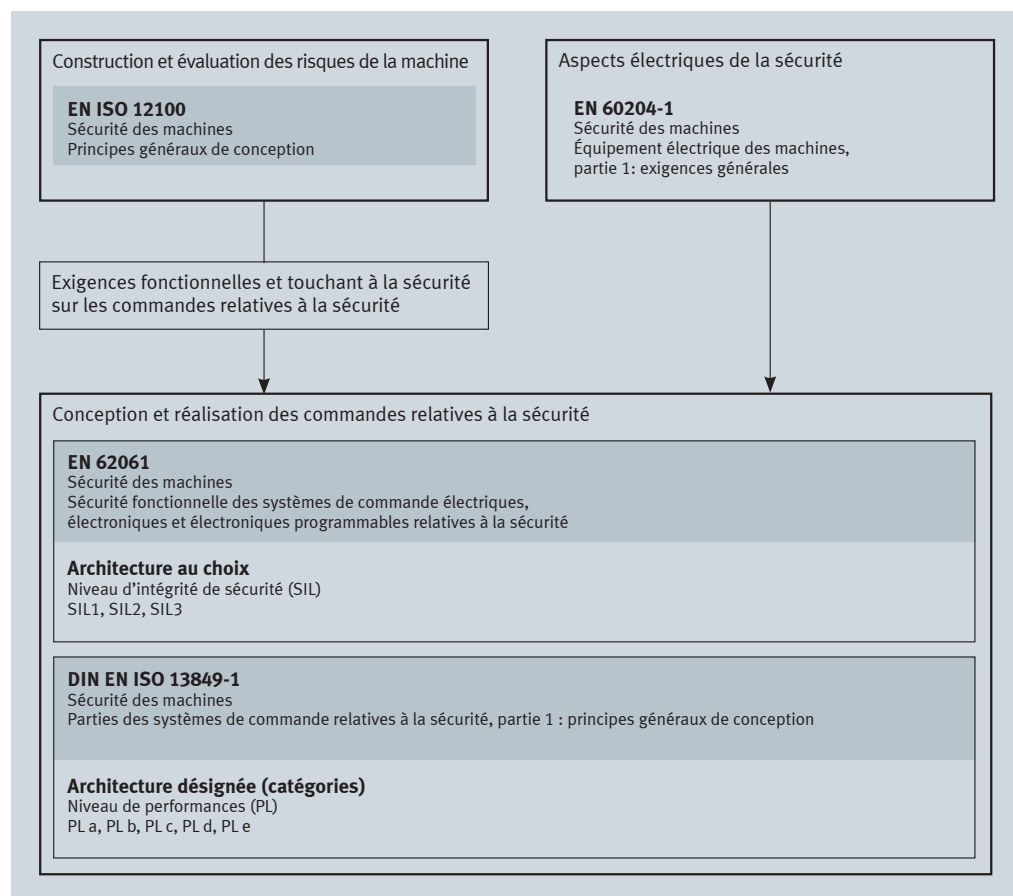 Construction et évaluation des risques de la machine
EN ISO 12100
Sécurité des machines
Principes généraux de conception
Aspects électriques de la sécurité
EN 60204-1
Sécurité des machines
Équipement électrique des machines,
partie 1: exigences générales
Exigences fonctionnelles et touchant à la sécurité
sur les commandes relatives à la sécurité
Conception et réalisation des commandes relatives à la sécurité
EN 62061
Sécurité des machines
Sécurité fonctionnelle des systèmes de commande électriques,
électroniques et électroniques programmables relatives à la sécurité
Architecture au choix
Niveau d’intégrité de sécurité (SIL)
SIL1, SIL2, SIL3
DIN EN ISO 13849-1
Sécurité des machines
Parties des systèmes de commande relatives à la sécurité, partie 1 : principes généraux de conception
Architecture désignée (catégories)
Niveau de performances (PL)
PL a, PL b, PL c, PL d, PL e